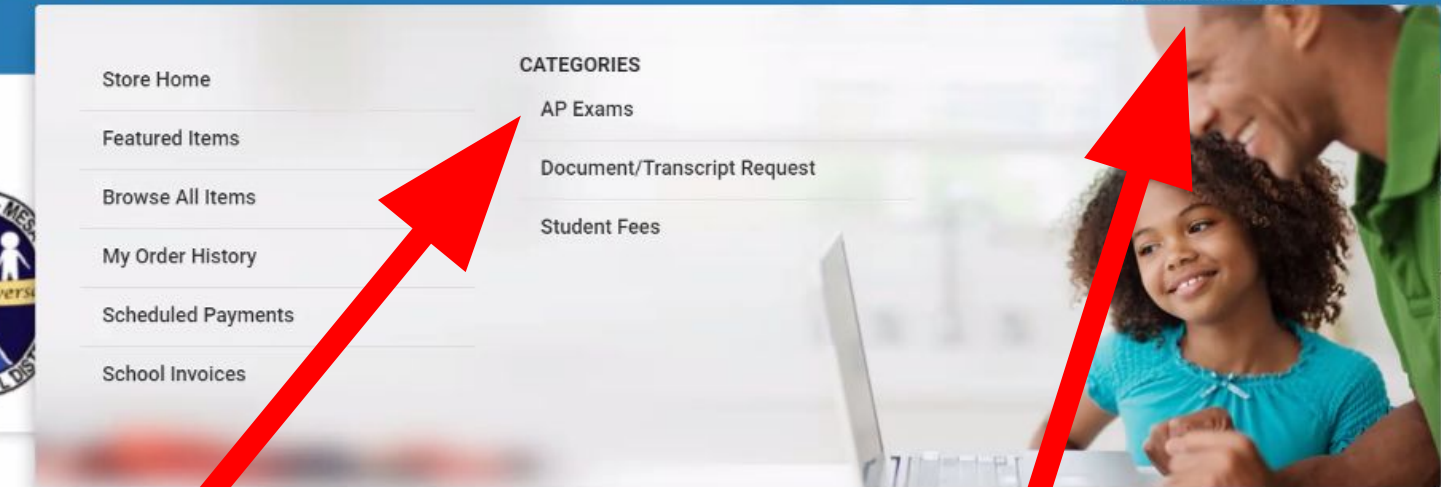 Store Home
Featured Items
Browse All Items
My Order History
Scheduled Payments
School Invoices
CATEGORIES
AP Exams
Document/Transcript Request
Student Fees